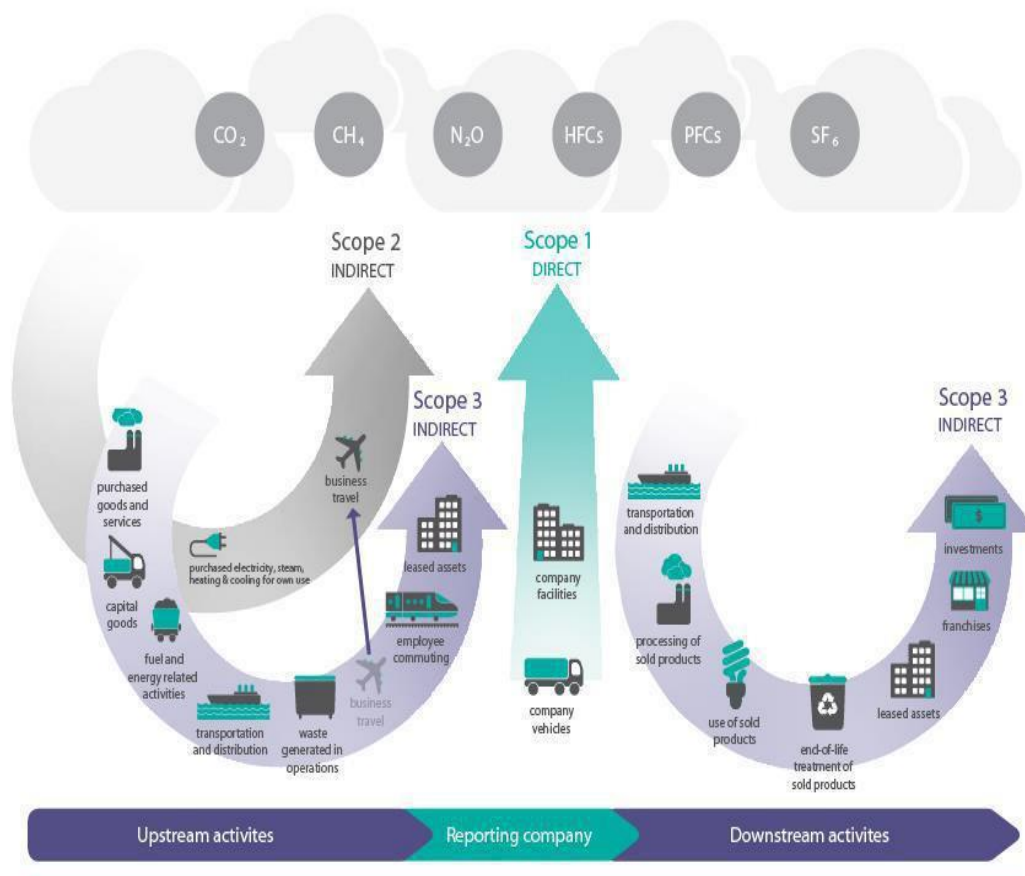 CO₂
CH₄
N₂O
HFCs
PFCs
SF₆
Scope 2
INDIRECT
Scope 1
DIRECT
Scope 3
INDIRECT
Scope 3
INDIRECT
purchased
goods and
services
capital
goods
fuel and
energy related
activities
transportation
and distribution
waste
generated in
operations
business
travel
employee
commuting
leased assets
purchased electricity, steam,
heating & cooling for own use
business
travel
company
facilities
company
vehicles
transportation
and distribution
processing of
sold products
use of sold
products
end-of-life
treatment of
sold products
leased assets
franchises
investments
$
Upstream activites
Reporting company
Downstream activites